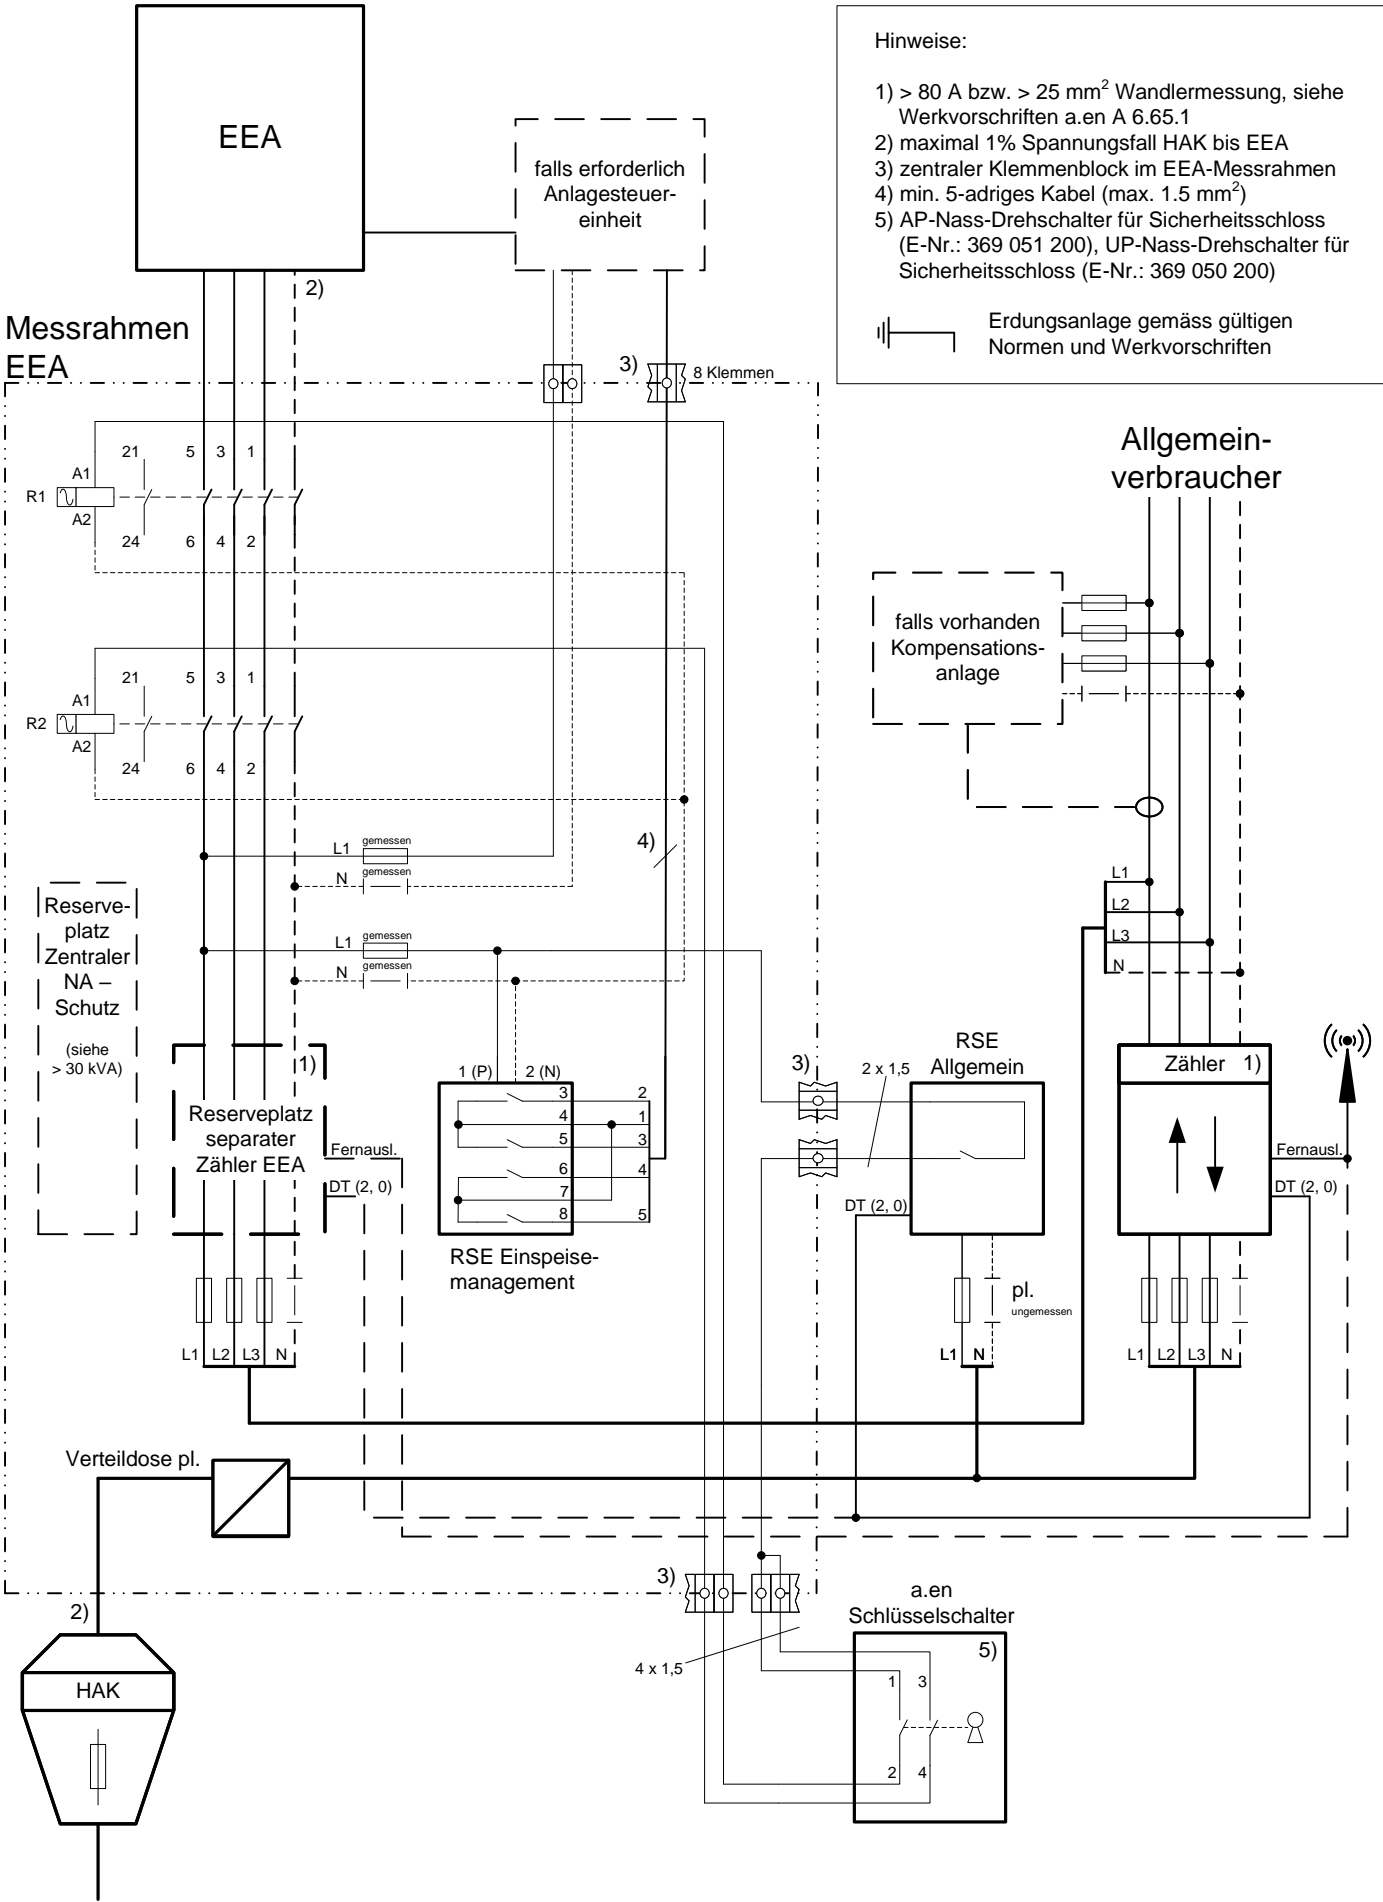 EEA
falls erforderlich
Anlagesteuer-
einheit
Hinweise:
1) > 80 A bzw. > 25 mm² Wandlermessung, siehe
Werkvorschriften a.en A 6.65.1
2) maximal 1% Spannungsfall HAK bis EEA
3) zentraler Klemmenblock im EEA-Messrahmen
4) min. 5-adriges Kabel (max. 1.5 mm²)
5) AP-Nass-Drehschalter für Sicherheitsschloss
(E-Nr.: 369 051 200), UP-Nass-Drehschalter für
Sicherheitsschloss (E-Nr.: 369 050 200)
Erdungsanlage gemäss gültigen
Normen und Werkvorschriften
2)
Messrahmen
EEA
3)
8 Klemmen
21 5 3 1
A1
R1
A2
24 6 4 2
Allgemein-
verbraucher
falls vorhanden
Kompensations-
anlage
21 5 3 1
A1
R2
A2
24 6 4 2
L1 gemessen
N gemessen
4)
L1 gemessen
N gemessen
Reserve-
platz
Zentraler
NA –
Schutz
(siehe
> 30 kVA)
L1
L2
L3
N
1)
Reserveplatz
separater
Zähler EEA
Fernausl.
DT (2, 0)
1 (P) 2 (N)
3 2
4 1
5 3
6 4
7
8 5
RSE Einspeise-
management
3)
2 x 1,5
RSE
Allgemein
DT (2, 0)
Zähler 1)
Fernausl.
DT (2, 0)
pl.
ungemessen
L1 L2 L3 N
L1 N
L1 L2 L3 N
Verteildose pl.
3)
2)
HAK
4 x 1,5
a.en
Schlüsselschalter
5)
1 3
2 4